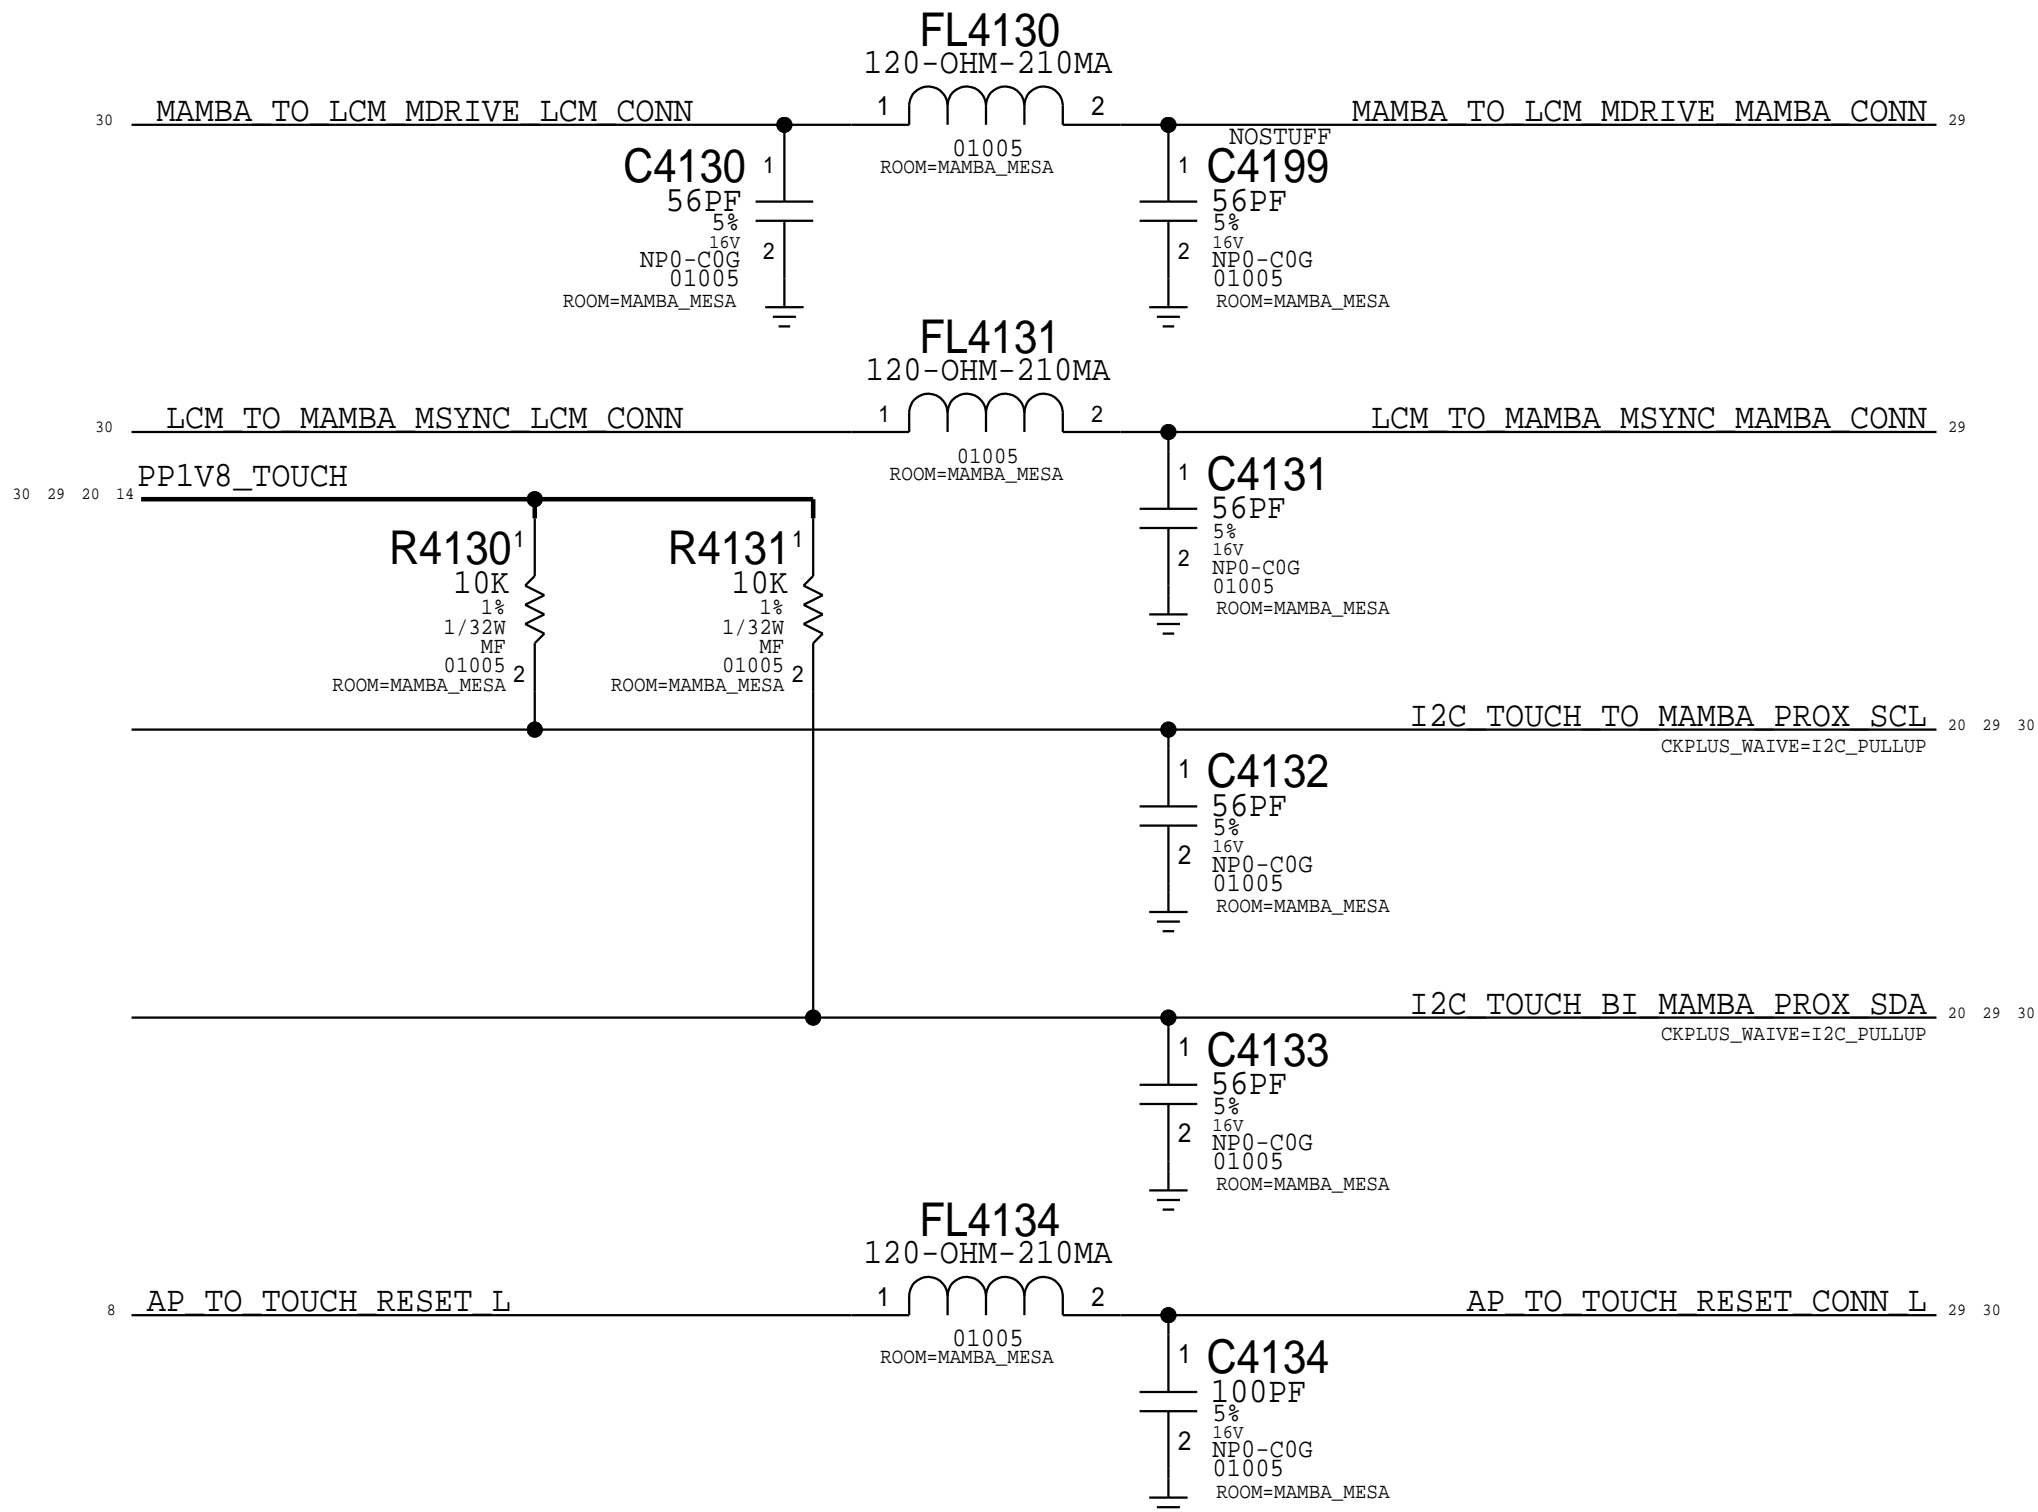 FL4130
120-OHM-210MA
30 MAMBA_TO_LCM_MDRIVE_LCM_CONN
1 2
MAMBA_TO_LCM_MDRIVE_MAMBA_CONN 29
01005
ROOM=MAMBA_MESA
C4130 1
56PF
5%
16V
2
NP0-C0G
01005
ROOM=MAMBA_MESA
NOSTUFF
1 C4199
56PF
5%
16V
2
NP0-C0G
01005
ROOM=MAMBA_MESA
FL4131
120-OHM-210MA
30 LCM_TO_MAMBA_MSYNC_LCM_CONN
1 2
LCM_TO_MAMBA_MSYNC_MAMBA_CONN 29
01005
ROOM=MAMBA_MESA
1 C4131
56PF
5%
16V
2
NP0-C0G
01005
ROOM=MAMBA_MESA
PP1V8_TOUCH
30 29 20 14
R4130 1
10K
1%
1/32W
MF
01005
2
ROOM=MAMBA_MESA
R4131 1
10K
1%
1/32W
MF
01005
2
ROOM=MAMBA_MESA
I2C_TOUCH_TO_MAMBA_PROX_SCL 20 29 30
CKPLUS_WAIVE=I2C_PULLUP
1 C4132
56PF
5%
16V
2
NP0-C0G
01005
ROOM=MAMBA_MESA
I2C_TOUCH_BI_MAMBA_PROX_SDA 20 29 30
CKPLUS_WAIVE=I2C_PULLUP
1 C4133
56PF
5%
16V
2
NP0-C0G
01005
ROOM=MAMBA_MESA
FL4134
120-OHM-210MA
8 AP_TO_TOUCH_RESET_L
1 2
AP_TO_TOUCH_RESET_CONN_L 29 30
01005
ROOM=MAMBA_MESA
1 C4134
100PF
5%
16V
2
NP0-C0G
01005
ROOM=MAMBA_MESA